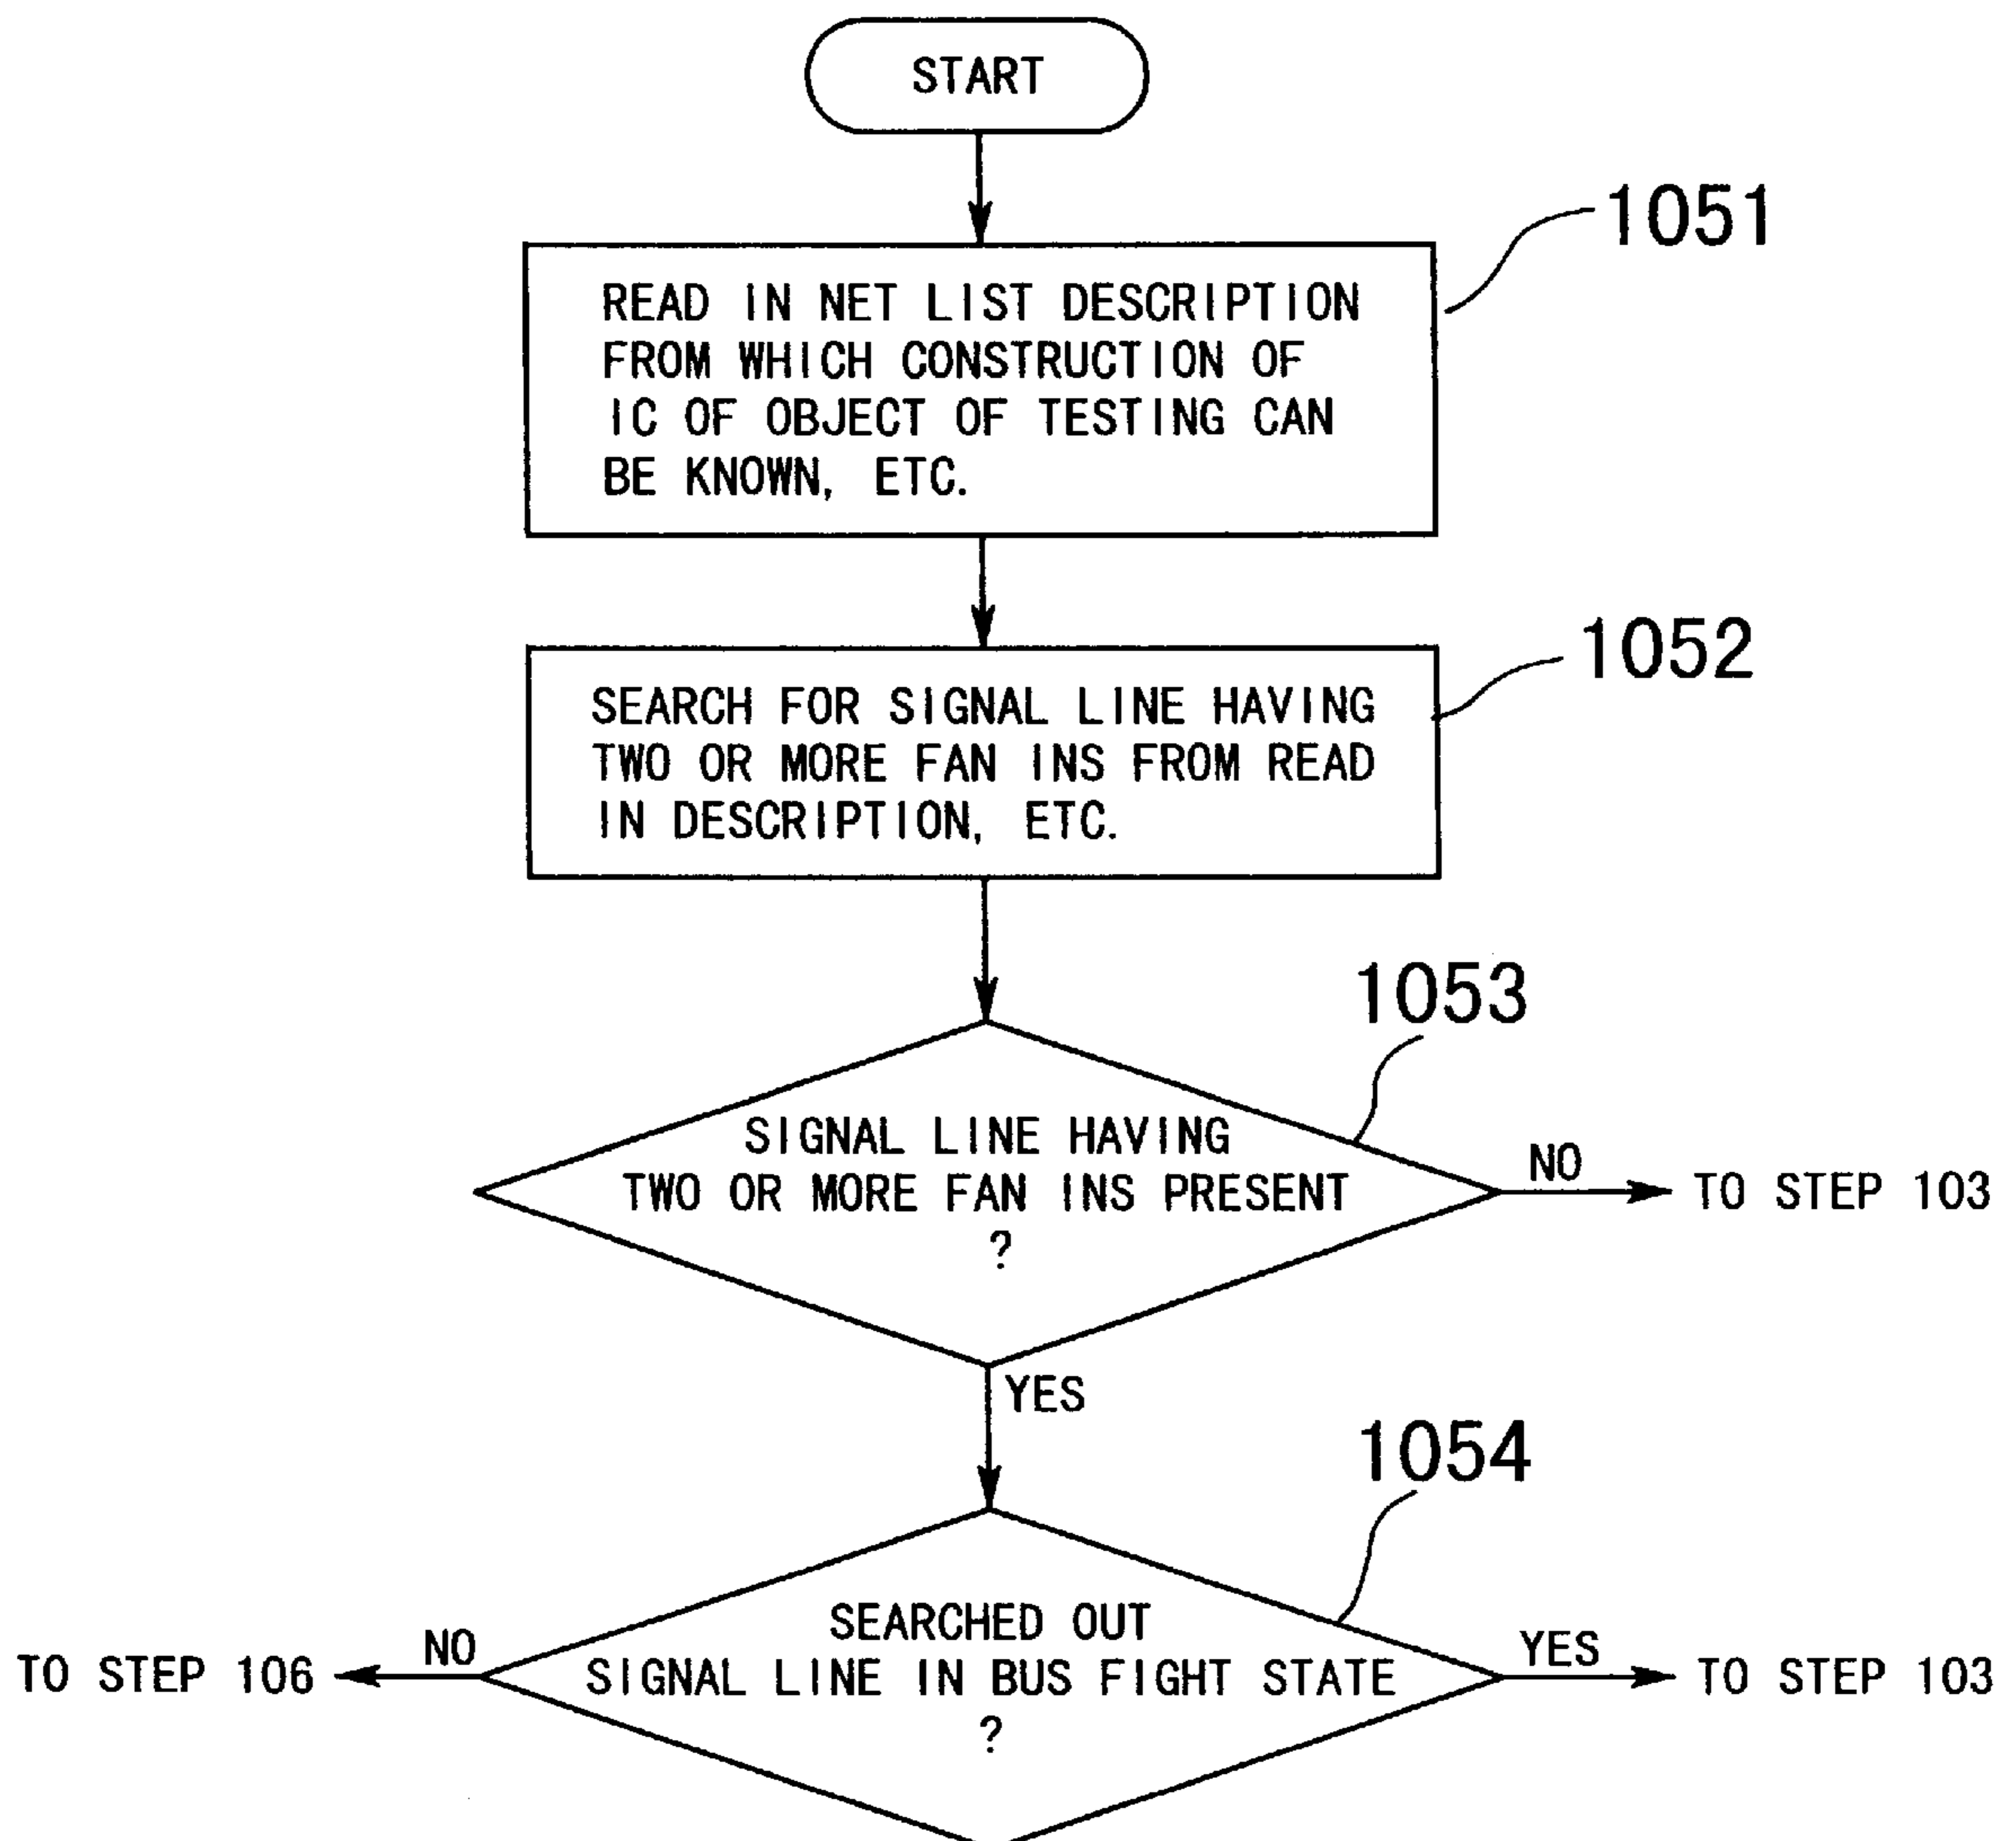 START
1051
READ IN NET LIST DESCRIPTION
FROM WHICH CONSTRUCTION OF
IC OF OBJECT OF TESTING CAN
BE KNOWN, ETC.
1052
SEARCH FOR SIGNAL LINE HAVING
TWO OR MORE FAN INS FROM READ
IN DESCRIPTION, ETC.
1053
SIGNAL LINE HAVING
TWO OR MORE FAN INS PRESENT
?
NO
TO STEP 103
YES
1054
SEARCHED OUT
SIGNAL LINE IN BUS FIGHT STATE
?
NO
TO STEP 106
YES
TO STEP 103